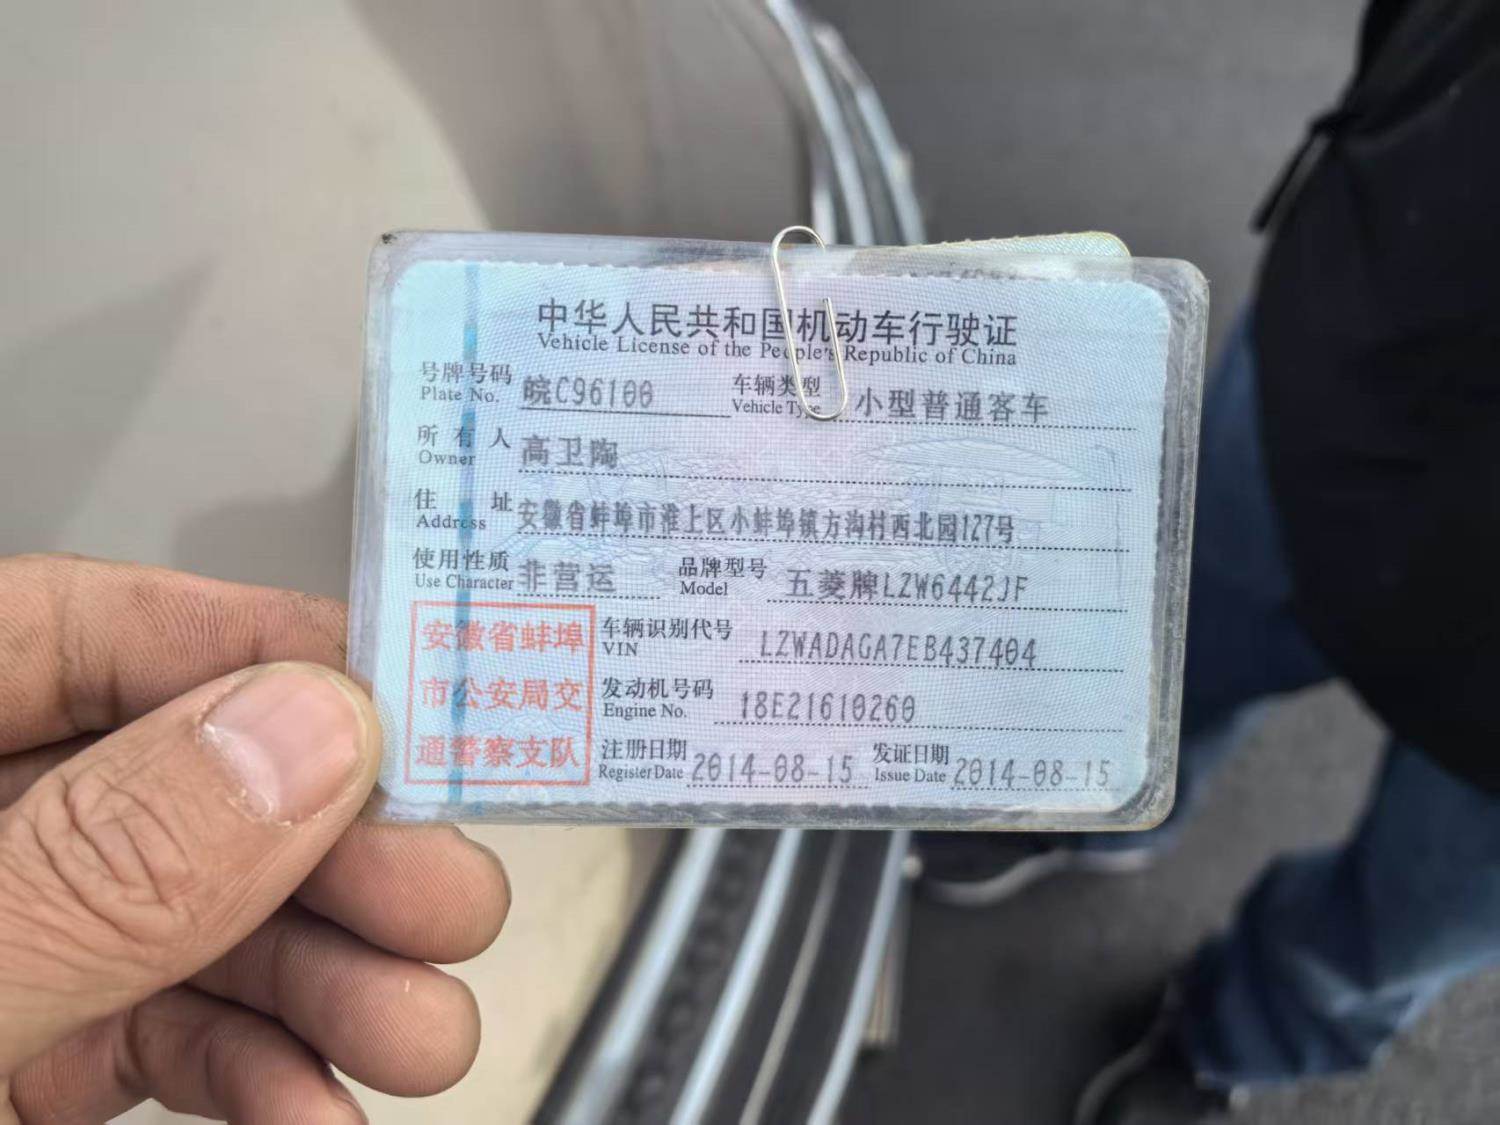 中华人民共和国机动车行驶证
Vehicle License of the People's Republic of China
号牌号码 皖C96100 车辆类型 小型普通客车
Plate No. Vehicle Type
所有人 高卫陶
Owner
住址 安徽省蚌埠市淮上区小蚌埠镇方沟村西北园127号
Address
使用性质 非营运 品牌型号 五菱牌LZW6442JF
Use Character Model
安徽省蚌埠
市公安局交
通警察支队
车辆识别代号 LZWADAGA7EB437404
VIN
发动机号码 18E21610260
Engine No.
注册日期 2014-08-15 发证日期 2014-08-15
Register Date Issue Date